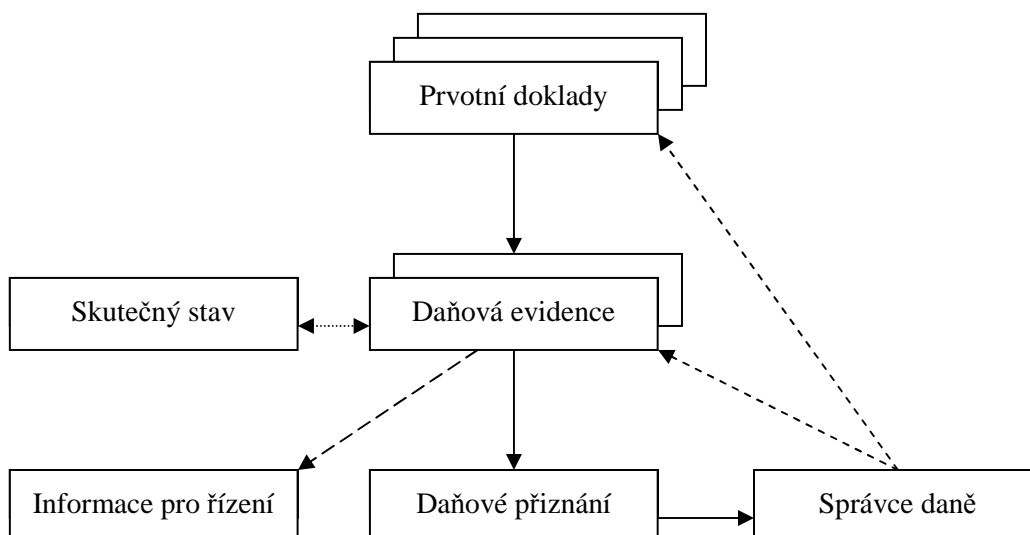 Prvotní doklady
Skutečný stav
Daňová evidence
Informace pro řízení
Daňové přiznání
Správce daně